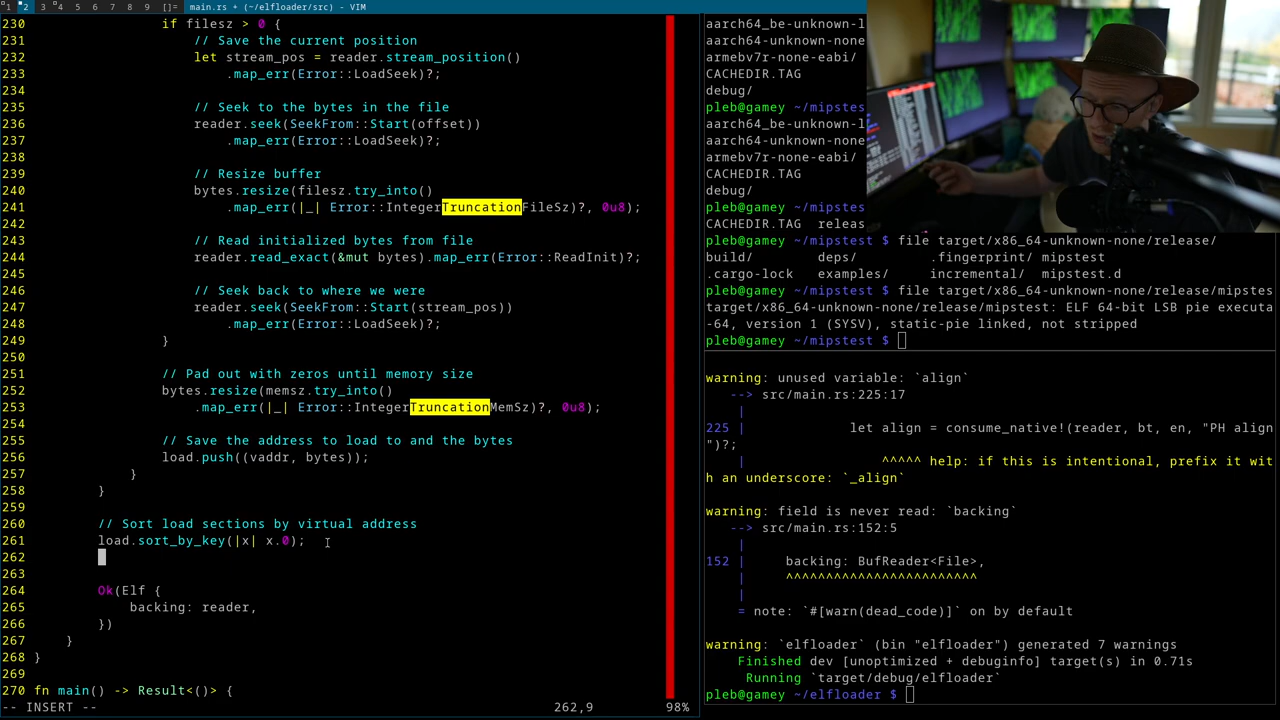 1 2 3 4 5 6 7 8 9 []= main.rs + (~/elfloader/src) - VIM
230 if filesz > 0 {
231 // Save the current position
232 let stream_pos = reader.stream_position()
233 .map_err(Error::LoadSeek)?;
234
235 // Seek to the bytes in the file
236 reader.seek(SeekFrom::Start(offset))
237 .map_err(Error::LoadSeek)?;
238
239 // Resize buffer
240 bytes.resize(filesz.try_into()
241 .map_err(|_| Error::IntegerTruncationFileSz)?, 0u8);
242
243 // Read initialized bytes from file
244 reader.read_exact(&mut bytes).map_err(Error::ReadInit)?;
245
246 // Seek back to where we were
247 reader.seek(SeekFrom::Start(stream_pos))
248 .map_err(Error::LoadSeek)?;
249 }
250
251 // Pad out with zeros until memory size
252 bytes.resize(memsz.try_into()
253 .map_err(|_| Error::IntegerTruncationMemSz)?, 0u8);
254
255 // Save the address to load to and the bytes
256 load.push((vaddr, bytes));
257 }
258 }
259
260 // Sort load sections by virtual address
261 load.sort_by_key(|x| x.0);
262
263
264 Ok(Elf {
265 backing: reader,
266 })
267 }
268 }
269
270 fn main() -> Result<()> {
-- INSERT -- 262,9 98%
aarch64_be-unknown-l
aarch64-unknown-none
armebv7r-none-eabi/
CACHEDIR.TAG
debug/
pleb@gamey ~/mipstes
aarch64_be-unknown-l
aarch64-unknown-none
armebv7r-none-eabi/
CACHEDIR.TAG
debug/
pleb@gamey ~/mipstes
CACHEDIR.TAG releas
pleb@gamey ~/mipstest $ file target/x86_64-unknown-none/release/
build/ deps/ .fingerprint/ mipstest
.cargo-lock examples/ incremental/ mipstest.d
pleb@gamey ~/mipstest $ file target/x86_64-unknown-none/release/mipstes
target/x86_64-unknown-none/release/mipstest: ELF 64-bit LSB pie executa
-64, version 1 (SYSV), static-pie linked, not stripped
pleb@gamey ~/mipstest $
warning: unused variable: `align`
--> src/main.rs:225:17
|
225 | let align = consume_native!(reader, bt, en, "PH align
")?;
| ^^^^^ help: if this is intentional, prefix it wit
h an underscore: `_align`
warning: field is never read: `backing`
--> src/main.rs:152:5
|
152 | backing: BufReader<File>,
| ^^^^^^^^^^^^^^^^^^^^^^^^
|
= note: `#[warn(dead_code)]` on by default
warning: `elfloader` (bin "elfloader") generated 7 warnings
Finished dev [unoptimized + debuginfo] target(s) in 0.71s
Running `target/debug/elfloader`
pleb@gamey ~/elfloader $